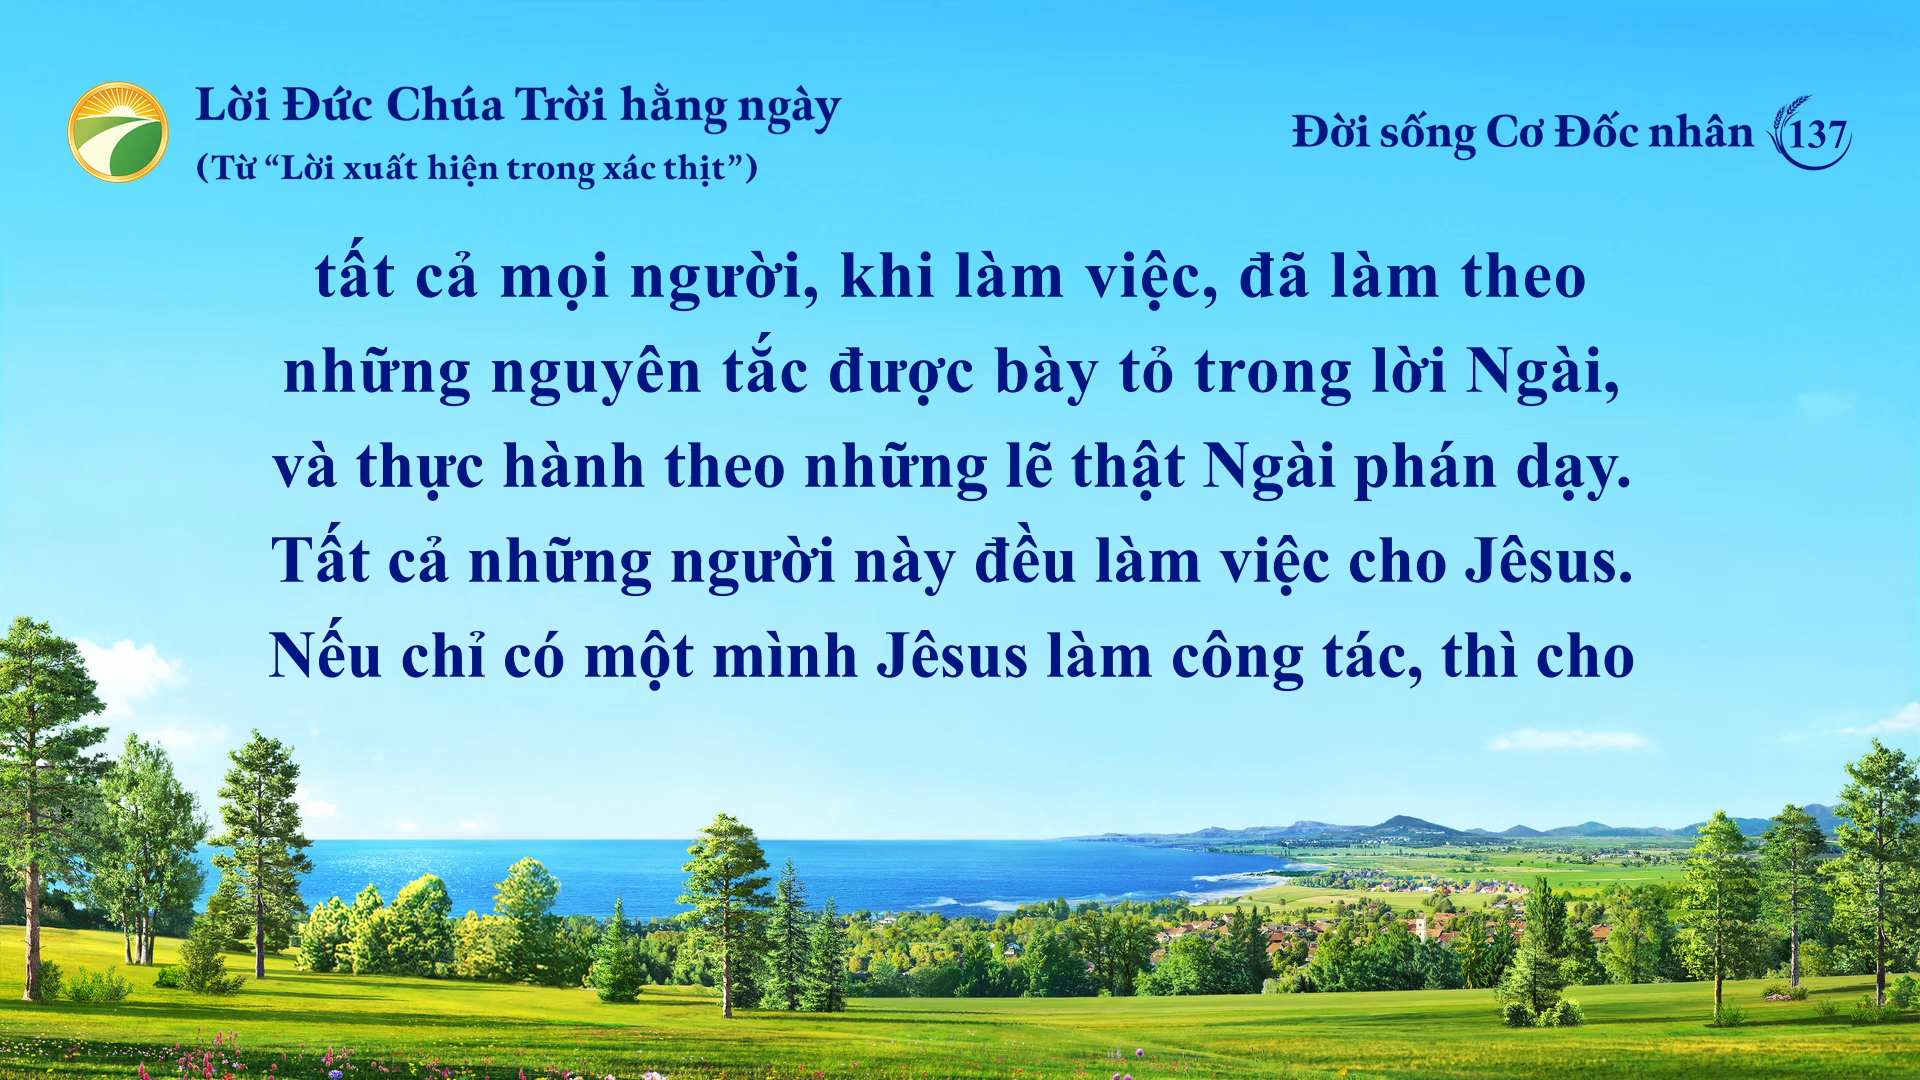 Lời Đức Chúa Trời hằng ngày
(Từ “Lời xuất hiện trong xác thịt”)
Đời sống Cơ Đốc nhân 137
tất cả mọi người, khi làm việc, đã làm theo
những nguyên tắc được bày tỏ trong lời Ngài,
và thực hành theo những lẽ thật Ngài phán dạy.
Tất cả những người này đều làm việc cho Jêsus.
Nếu chỉ có một mình Jêsus làm công tác, thì cho